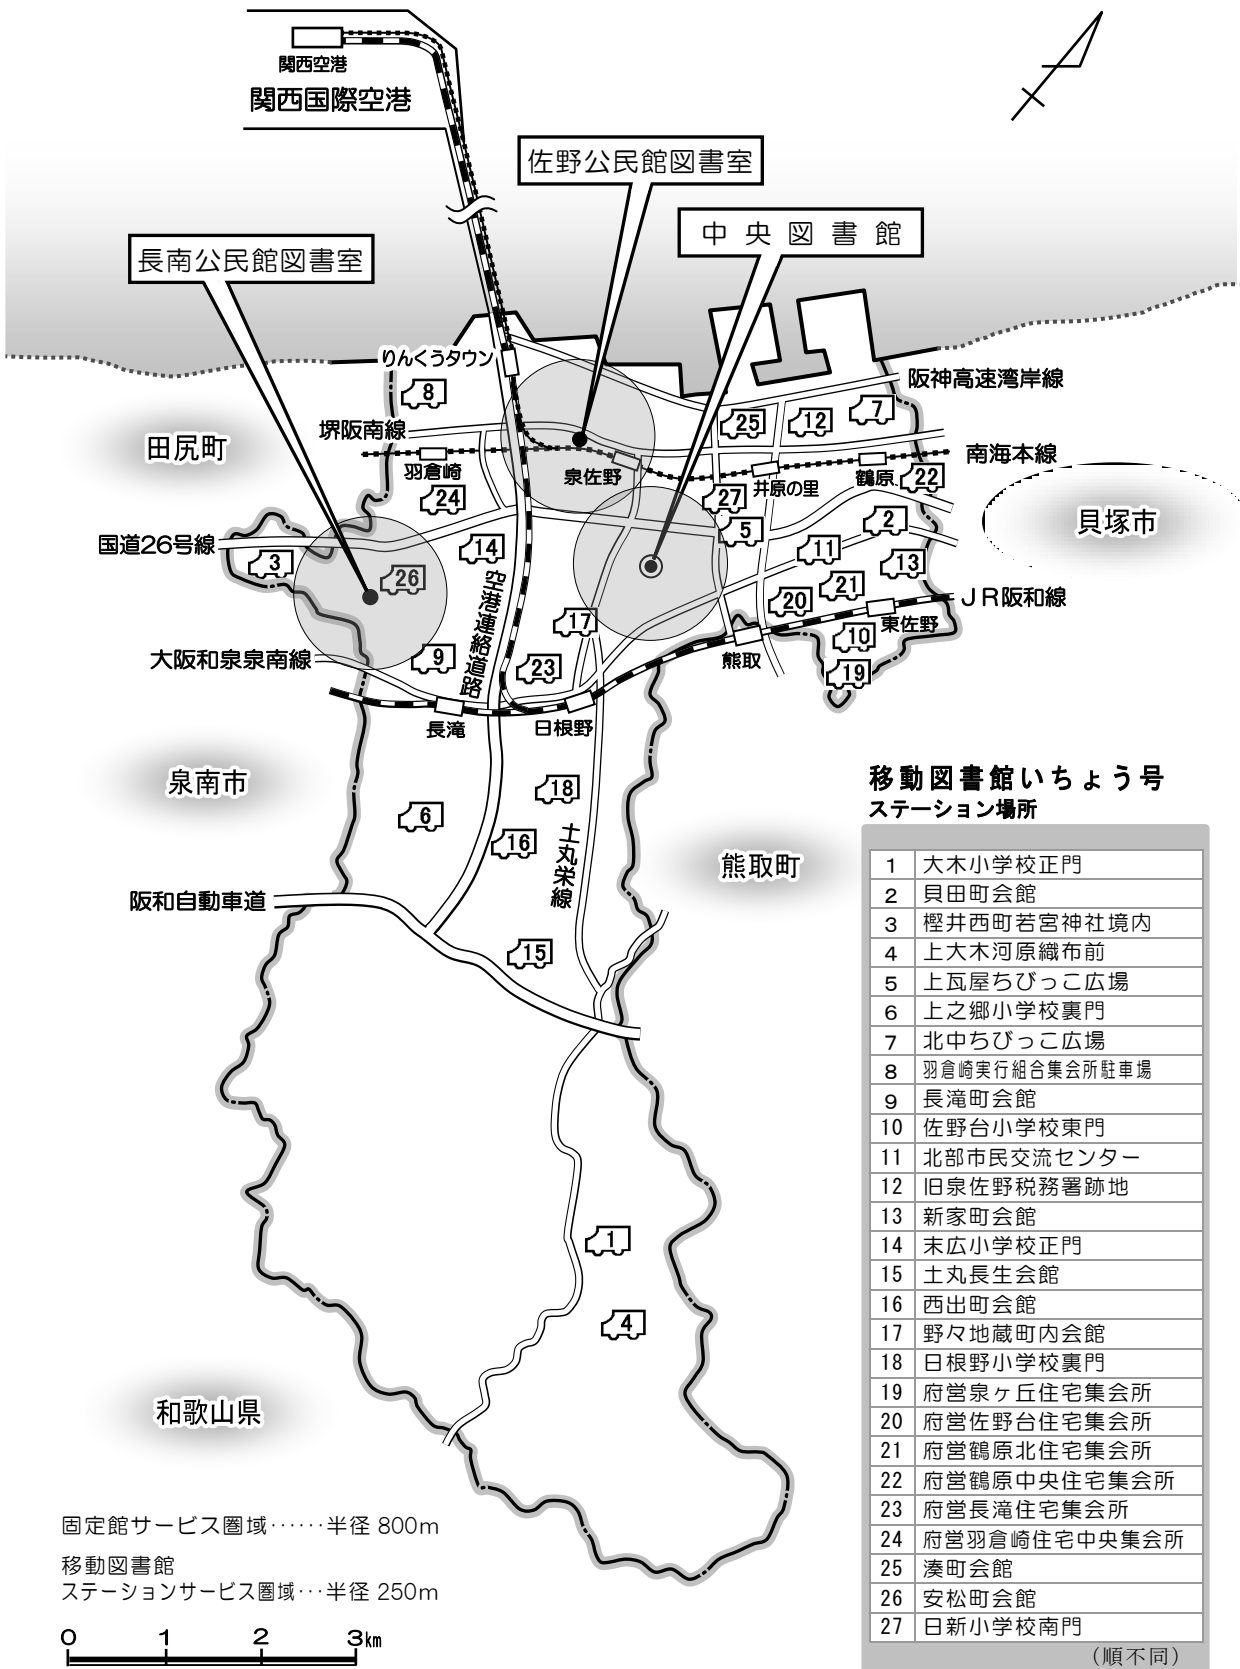 関西空港
関西国際空港
佐野公民館図書室
中央図書館
長南公民館図書室
りんくうタウン
8
阪神高速湾岸線
25
12
7
堺阪南線
田尻町
羽倉崎
泉佐野
南海本線
井原の里
鶴原
22
24
27
貝塚市
国道26号線
5
2
3
14
11
13
26
空港連絡道路
21
20
JR阪和線
17
東佐野
10
大阪和泉泉南線
9
23
熊取
19
長滝
日根野
泉南市
18
6
16
土丸栄線
熊取町
阪和自動車道
15
1
4
和歌山県
移動図書館いちょう号
ステーション場所
1 大木小学校正門
2 貝田町会館
3 樫井西町若宮神社境内
4 上大木河原織布前
5 上瓦屋ちびっこ広場
6 上之郷小学校裏門
7 北中ちびっこ広場
8 羽倉崎実行組合集会所駐車場
9 長滝町会館
10 佐野台小学校東門
11 北部市民交流センター
12 旧泉佐野税務署跡地
13 新家町会館
14 末広小学校正門
15 土丸長生会館
16 西出町会館
17 野々地蔵町内会館
18 日根野小学校裏門
19 府営泉ヶ丘住宅集会所
20 府営佐野台住宅集会所
21 府営鶴原北住宅集会所
22 府営鶴原中央住宅集会所
23 府営長滝住宅集会所
24 府営羽倉崎住宅中央集会所
25 湊町会館
26 安松町会館
27 日新小学校南門
（順不同）
固定館サービス圏域……半径 800m
移動図書館
ステーションサービス圏域…半径 250m
0 1 2 3km